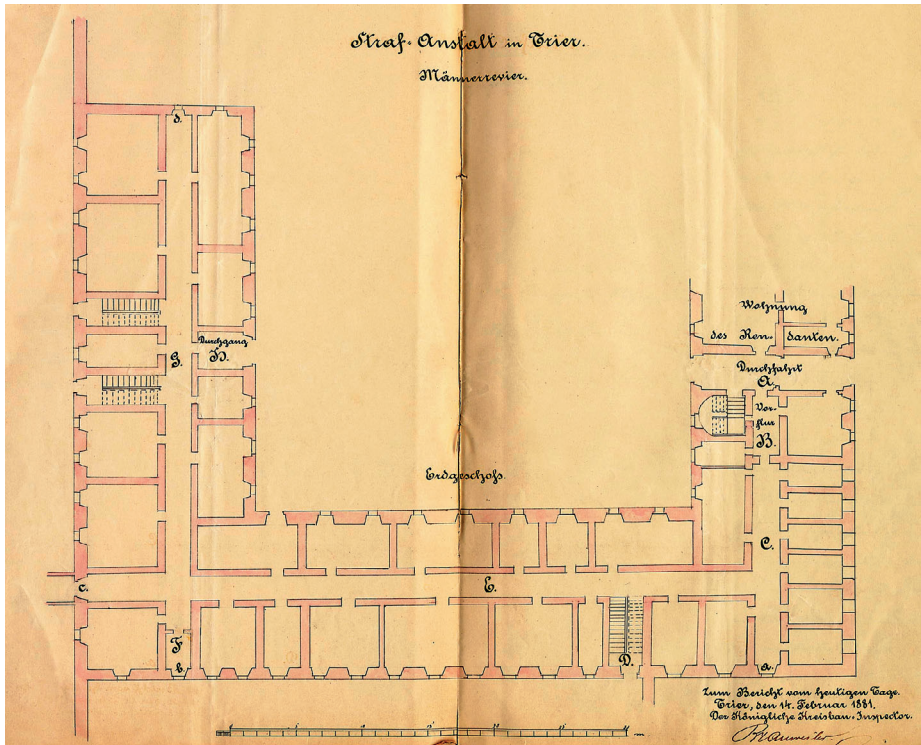 Straf-Anstalt in Trier.
Männerrevier.
d.
Wohnung
des Ren- danten.
Durchgang
H.
G.
Durchfahrt
A.
Vor-
flur
B.
Erdgeschoß.
C.
c.
E.
F.
b.
D.
a.
Zum Bericht vom heutigen Tage.
Trier, den 14. Februar 1881.
Der Königliche Kreisbau-Inspector.